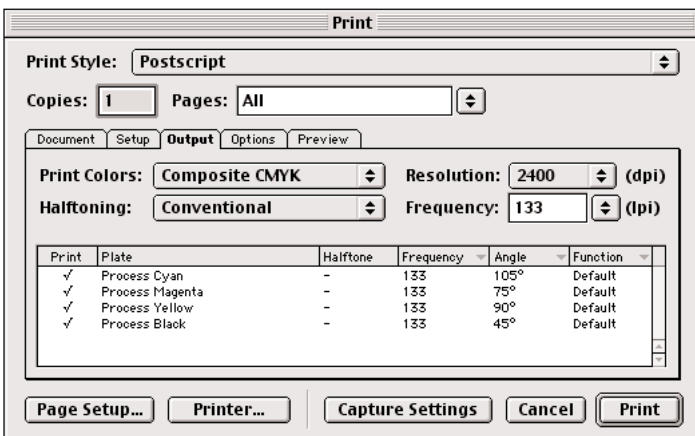 Print
Print Style: Postscript
Copies: 1 Pages: All
Document Setup Output Options Preview
Print Colors: Composite CMYK Resolution: 2400 (dpi)
Halftoning: Conventional Frequency: 133 (lpi)
Print Plate Halftone Frequency Angle Function
√ Process Cyan - 133 105° Default
√ Process Magenta - 133 75° Default
√ Process Yellow - 133 90° Default
√ Process Black - 133 45° Default
Page Setup... Printer... Capture Settings Cancel Print